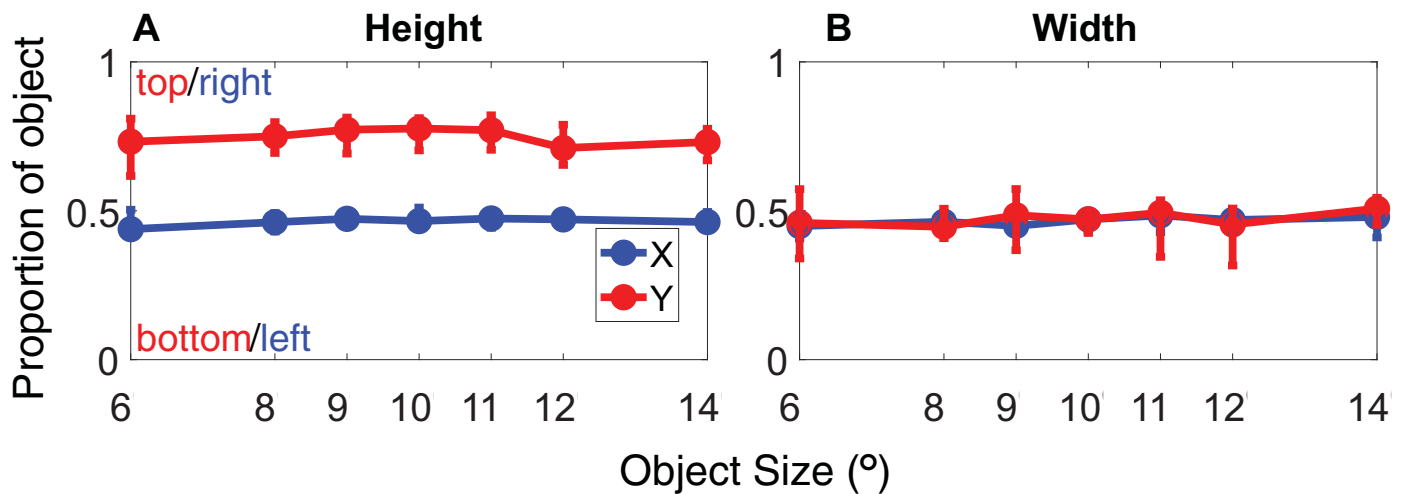 A Height
B Width
Proportion of object
1
top/right
0.5
X
Y
bottom/left
0
6 8 9 10 11 12 14
1
0.5
0
6 8 9 10 11 12 14
Object Size (º)